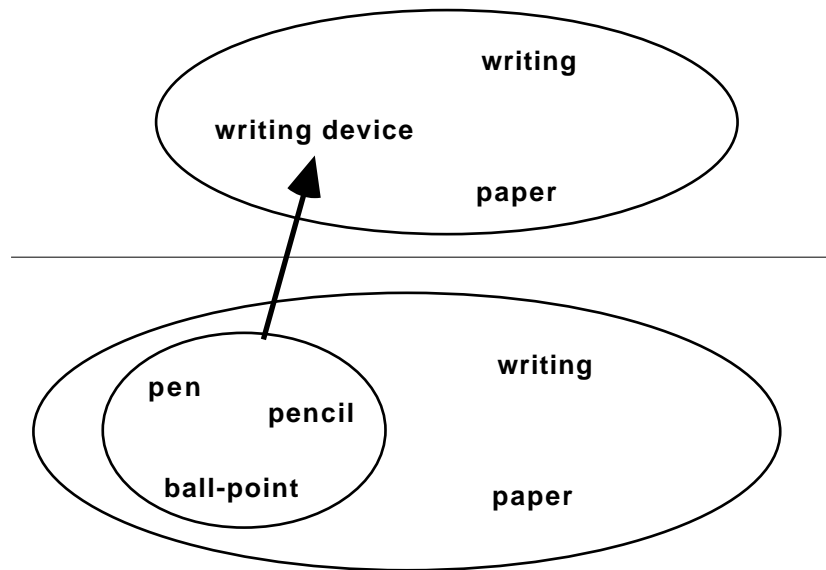 writing
writing device
paper
writing
pen
pencil
ball-point
paper